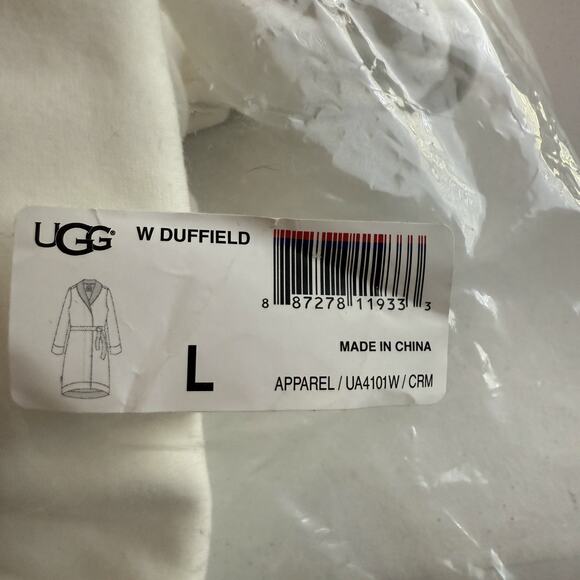 UGG® W DUFFIELD
8 87278 11933 3
MADE IN CHINA
L
APPAREL / UA4101W / CRM